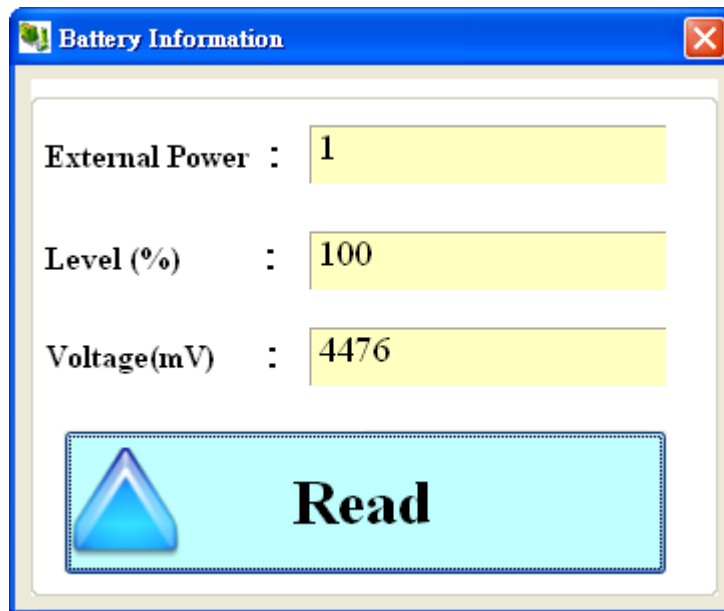 Battery Information
External Power : 1
Level (%) : 100
Voltage(mV) : 4476
Read